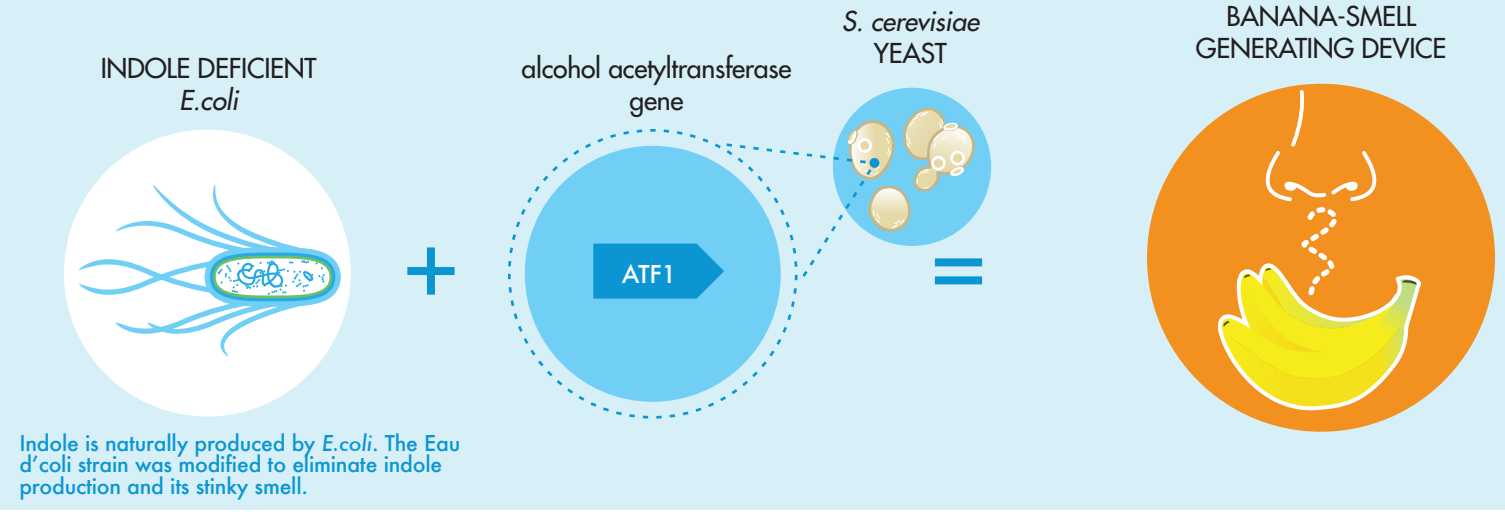 INDOLE DEFICIENT
E.coli
alcohol acetyltransferase
gene
S. cerevisiae
YEAST
BANANA-SMELL
GENERATING DEVICE
+
ATF1
=
Indole is naturally produced by E.coli. The Eau
d’coli strain was modified to eliminate indole
production and its stinky smell.